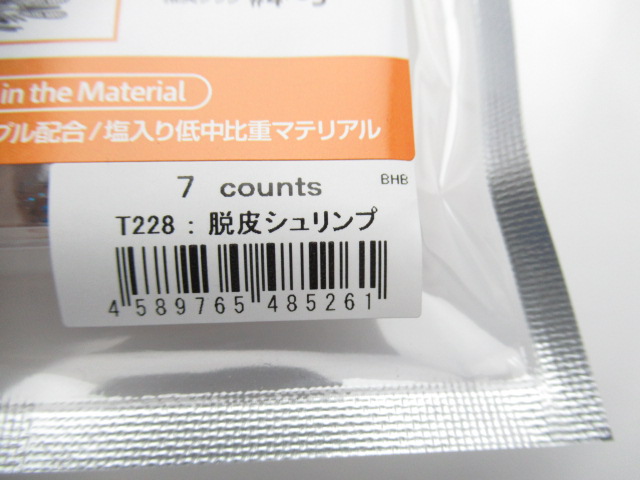 in the Material
ブル配合/塩入り低中比重マテリアル
7 counts
BHB
T228 : 脱皮シュリンプ
4 589765 485261